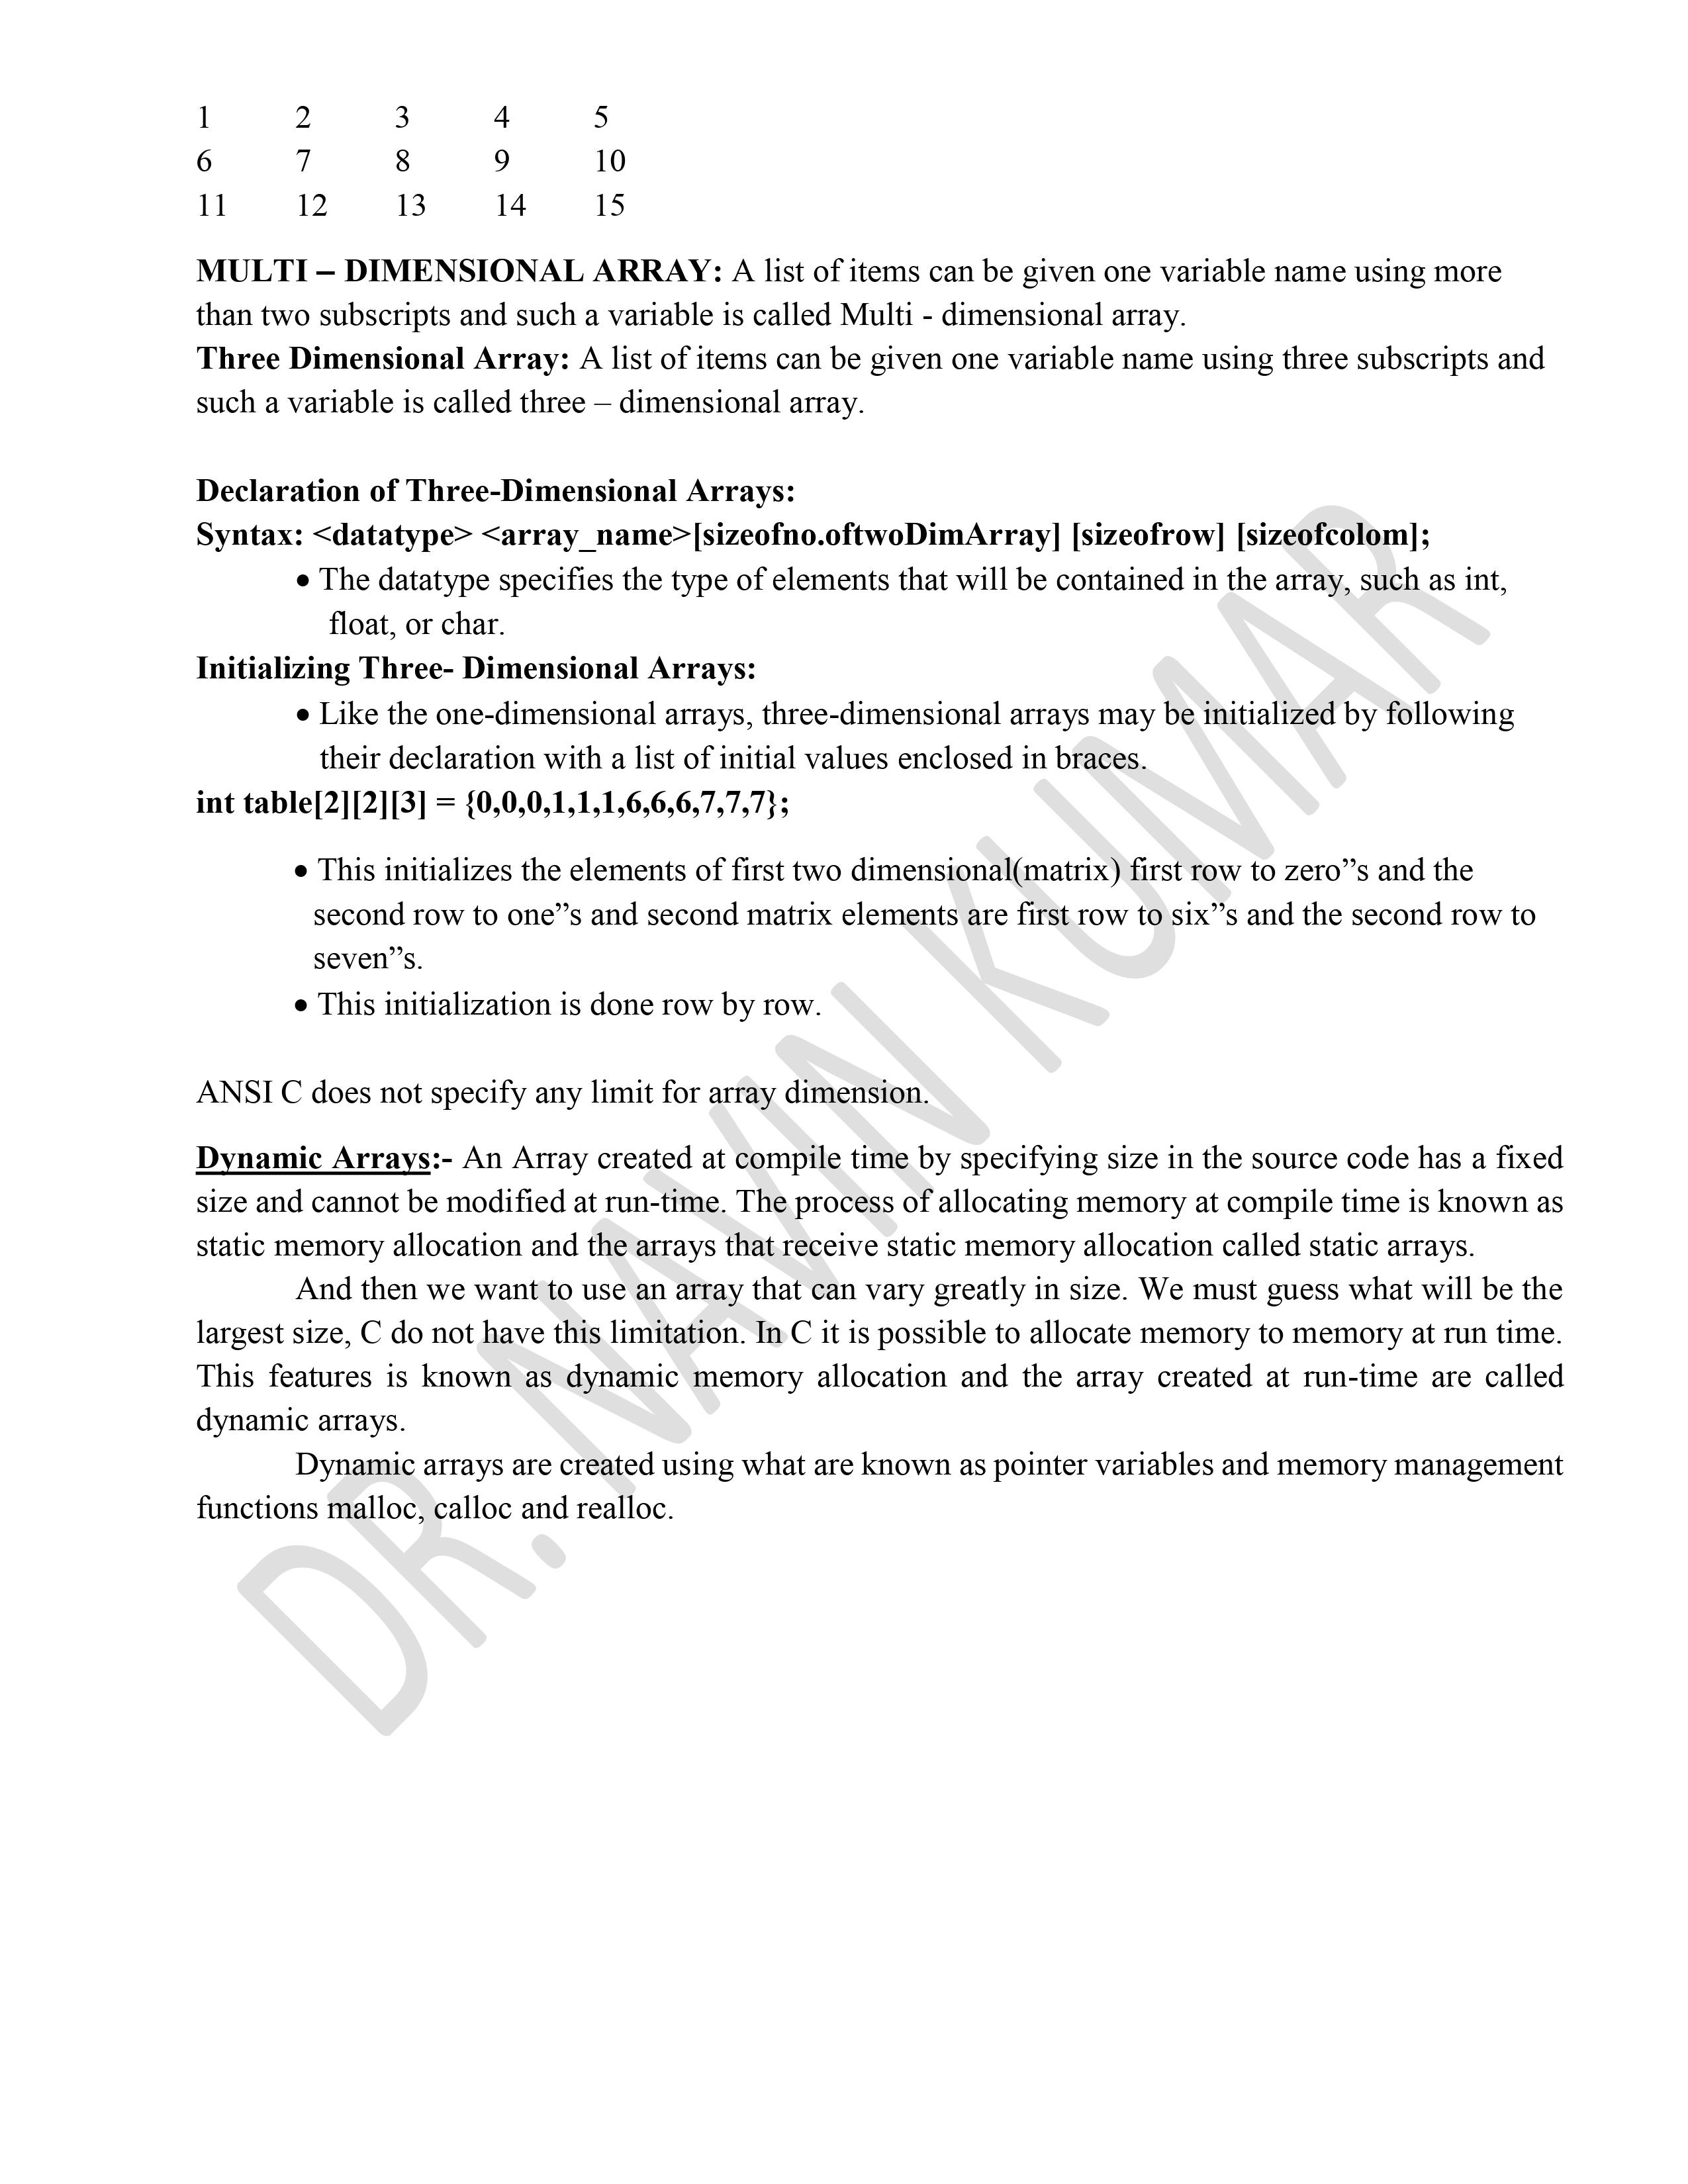 1 2 3 4 5
6 7 8 9 10
11 12 13 14 15
MULTI – DIMENSIONAL ARRAY: A list of items can be given one variable name using more
than two subscripts and such a variable is called Multi - dimensional array.
Three Dimensional Array: A list of items can be given one variable name using three subscripts and
such a variable is called three – dimensional array.
Declaration of Three-Dimensional Arrays:
Syntax: <datatype> <array_name>[sizeofno.oftwoDimArray] [sizeofrow] [sizeofcolom];
• The datatype specifies the type of elements that will be contained in the array, such as int,
float, or char.
Initializing Three- Dimensional Arrays:
• Like the one-dimensional arrays, three-dimensional arrays may be initialized by following
their declaration with a list of initial values enclosed in braces.
int table[2][2][3] = {0,0,0,1,1,1,6,6,6,7,7,7};
• This initializes the elements of first two dimensional(matrix) first row to zero”s and the
second row to one”s and second matrix elements are first row to six”s and the second row to
seven”s.
• This initialization is done row by row.
ANSI C does not specify any limit for array dimension.
Dynamic Arrays:- An Array created at compile time by specifying size in the source code has a fixed
size and cannot be modified at run-time. The process of allocating memory at compile time is known as
static memory allocation and the arrays that receive static memory allocation called static arrays.
And then we want to use an array that can vary greatly in size. We must guess what will be the
largest size, C do not have this limitation. In C it is possible to allocate memory to memory at run time.
This features is known as dynamic memory allocation and the array created at run-time are called
dynamic arrays.
Dynamic arrays are created using what are known as pointer variables and memory management
functions malloc, calloc and realloc.
DR. NAVIN KUMAR